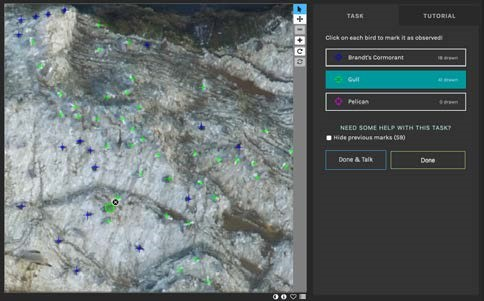 TASK
TUTORIAL
Click on each bird to mark it as observed!
Brandt's Cormorant
18 drawn
Gull
41 drawn
Pelican
0 drawn
NEED SOME HELP WITH THIS TASK?
Hide previous marks (59)
Done & Talk
Done